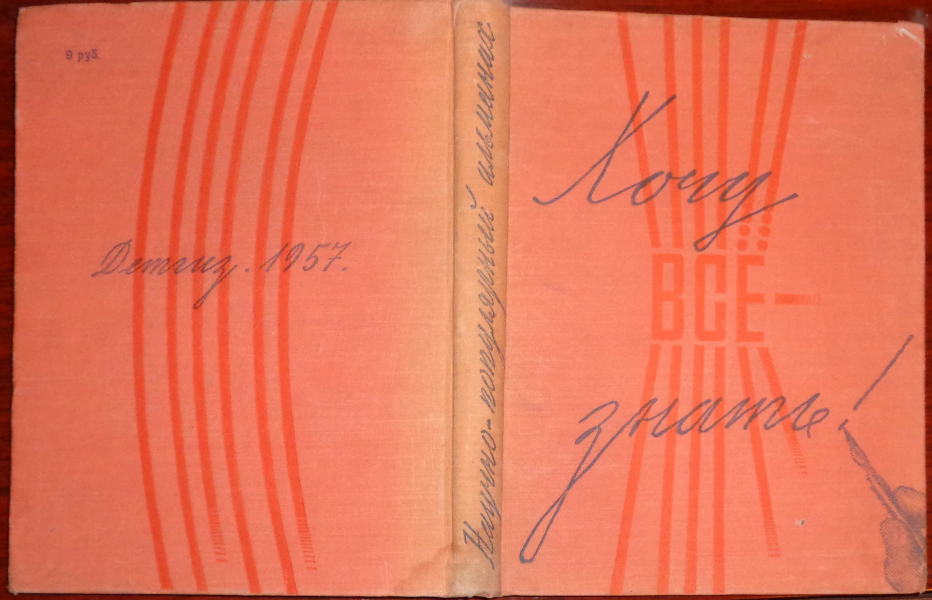 9 руб.
Детгиз. 1957.
Научно-популярный альманах
Хочу
ВСЁ-
знать!